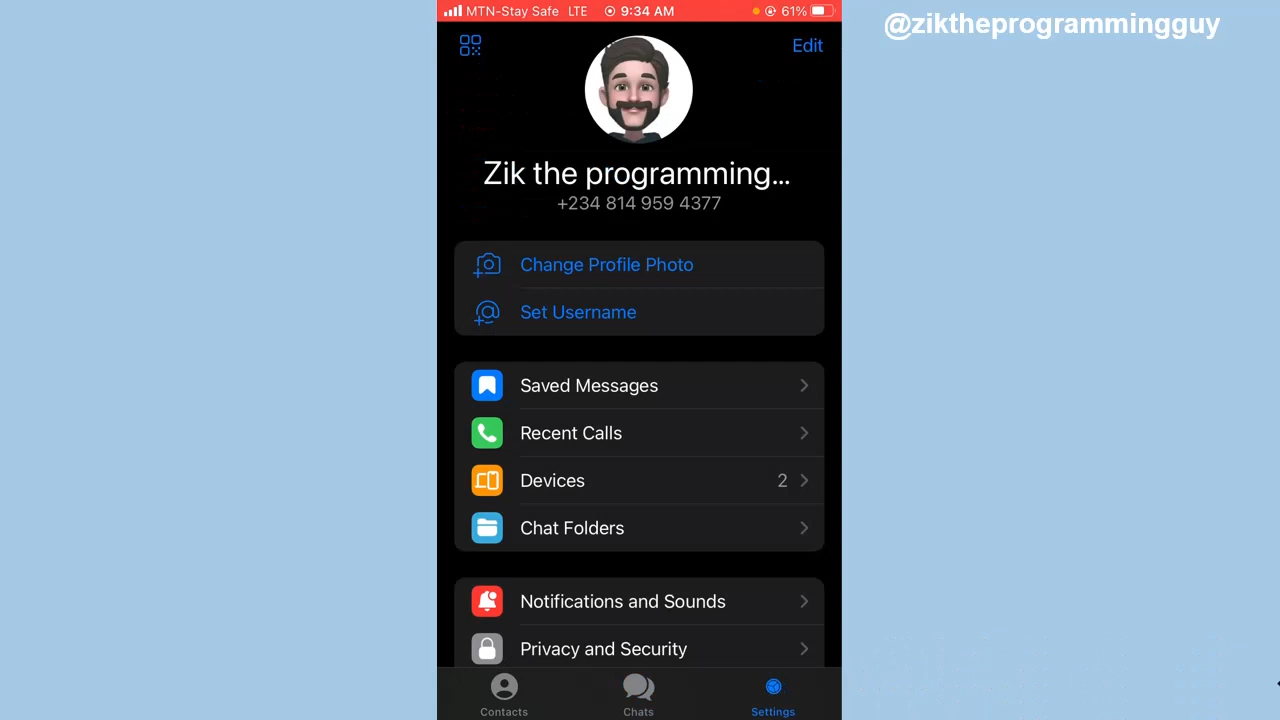 MTN-Stay Safe LTE 9:34 AM 61%
@ziktheprogrammingguy
Edit
Zik the programming...
+234 814 959 4377
Change Profile Photo
Set Username
Saved Messages
Recent Calls
Devices 2
Chat Folders
Notifications and Sounds
Privacy and Security
Contacts Chats Settings